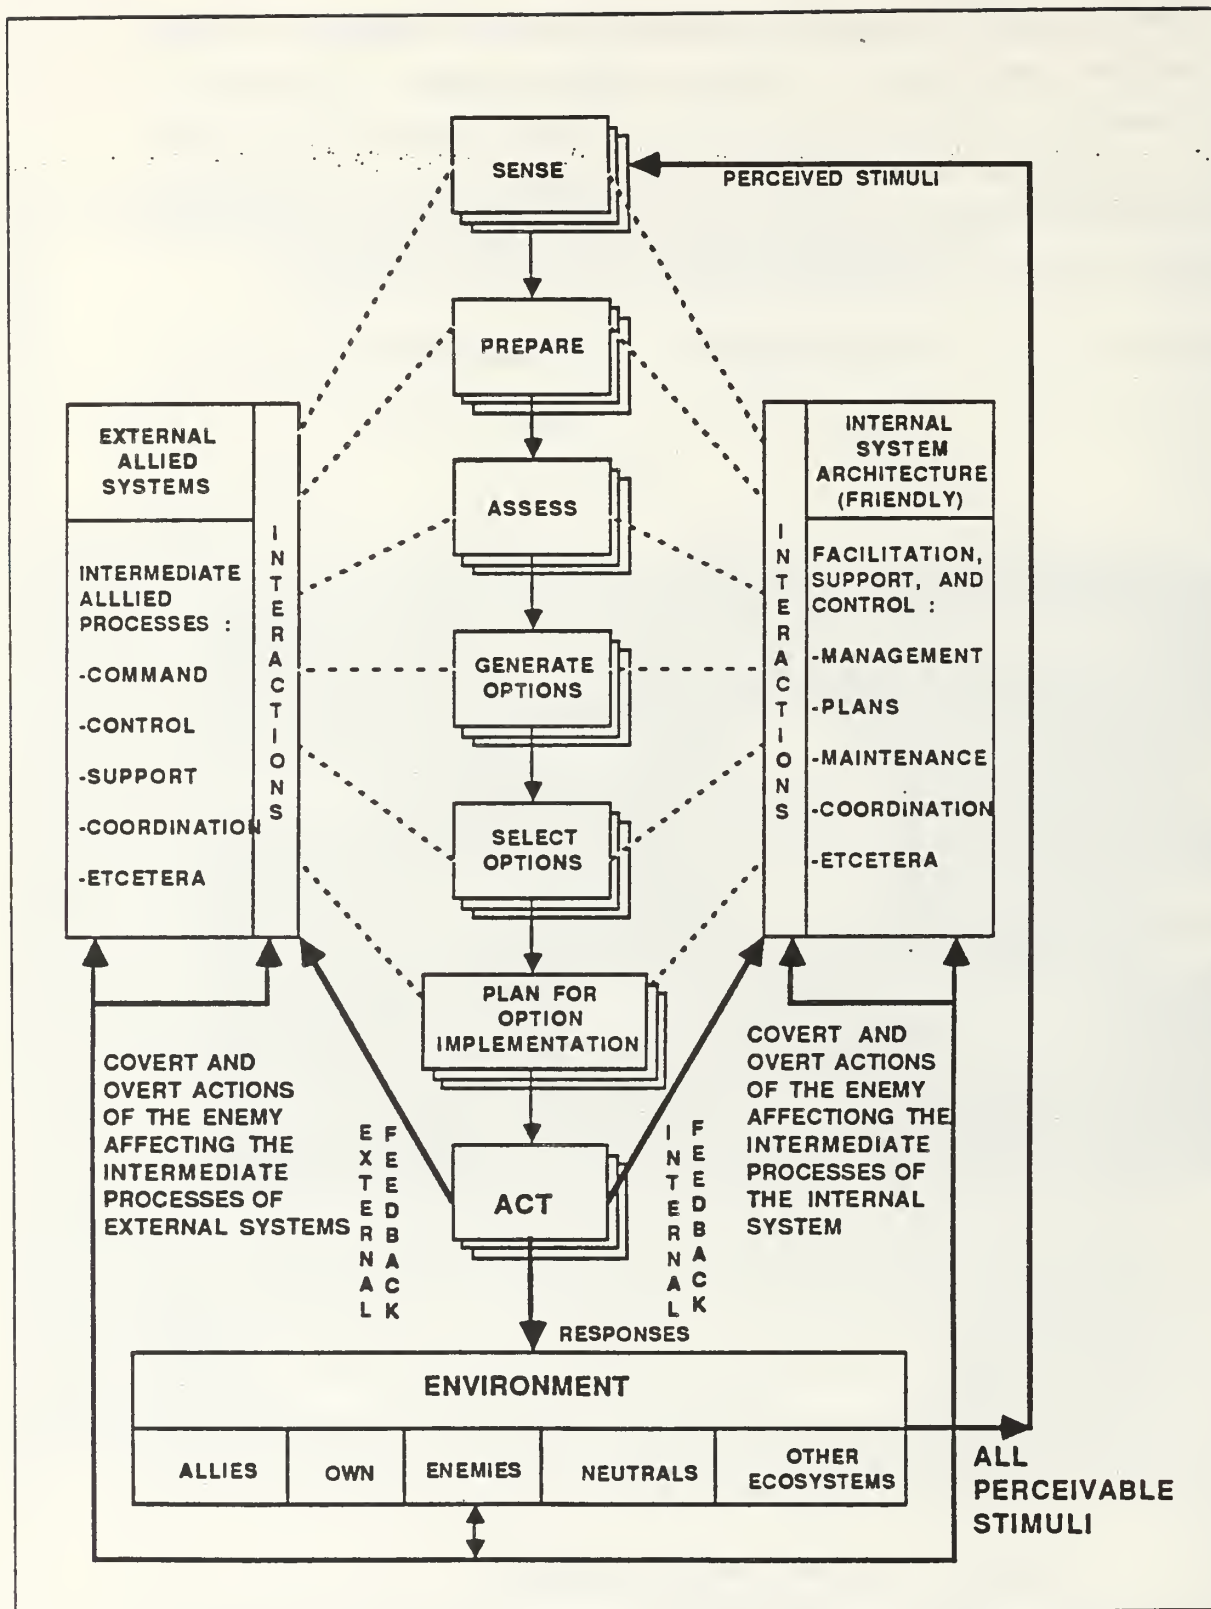 SENSE
PERCEIVED STIMULI
PREPARE
EXTERNAL
ALLIED
SYSTEMS
INTERMEDIATE
ALLLIED
PROCESSES :
-COMMAND
-CONTROL
-SUPPORT
-COORDINATION
-ETCETERA
INTERACTIONS
ASSESS
GENERATE
OPTIONS
SELECT
OPTIONS
PLAN FOR
OPTION
IMPLEMENTATION
ACT
INTERACTIONS
INTERNAL
SYSTEM
ARCHITECTURE
(FRIENDLY)
FACILITATION,
SUPPORT, AND
CONTROL :
-MANAGEMENT
-PLANS
-MAINTENANCE
-COORDINATION
-ETCETERA
COVERT AND
OVERT ACTIONS
OF THE ENEMY
AFFECTING THE
INTERMEDIATE
PROCESSES OF
EXTERNAL SYSTEMS
EXTERNAL
FEEDBACK
INTERNAL
FEEDBACK
COVERT AND
OVERT ACTIONS
OF THE ENEMY
AFFECTIONG THE
INTERMEDIATE
PROCESSES OF
THE INTERNAL
SYSTEM
RESPONSES
ENVIRONMENT
ALLIES
OWN
ENEMIES
NEUTRALS
OTHER
ECOSYSTEMS
ALL
PERCEIVABLE
STIMULI